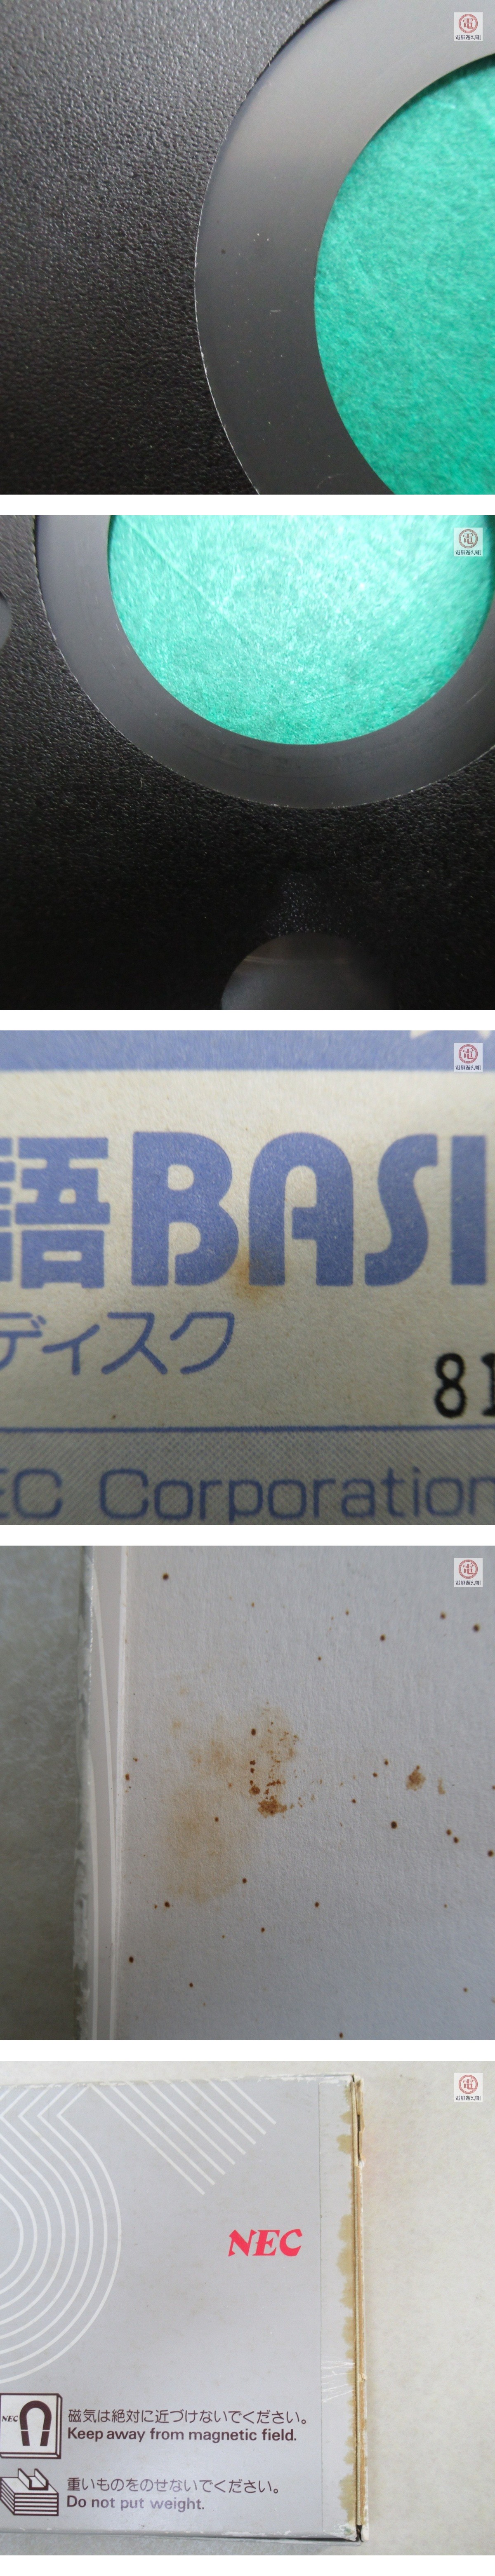 語BASI
ディスク
81
EC Corporation
NEC
NEC
磁気は絶対に近づけないでください。
Keep away from magnetic field.
重いものをのせないでください。
Do not put weight.